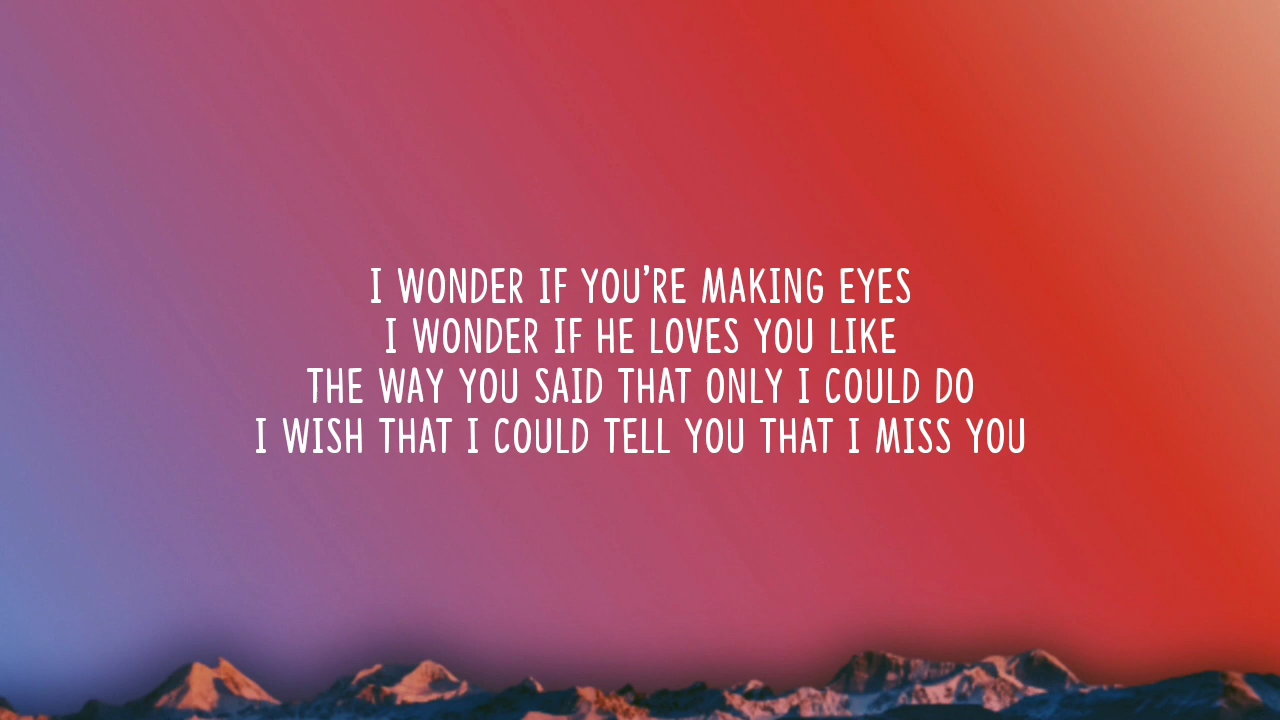 I WONDER IF YOU’RE MAKING EYES
I WONDER IF HE LOVES YOU LIKE
THE WAY YOU SAID THAT ONLY I COULD DO
I WISH THAT I COULD TELL YOU THAT I MISS YOU